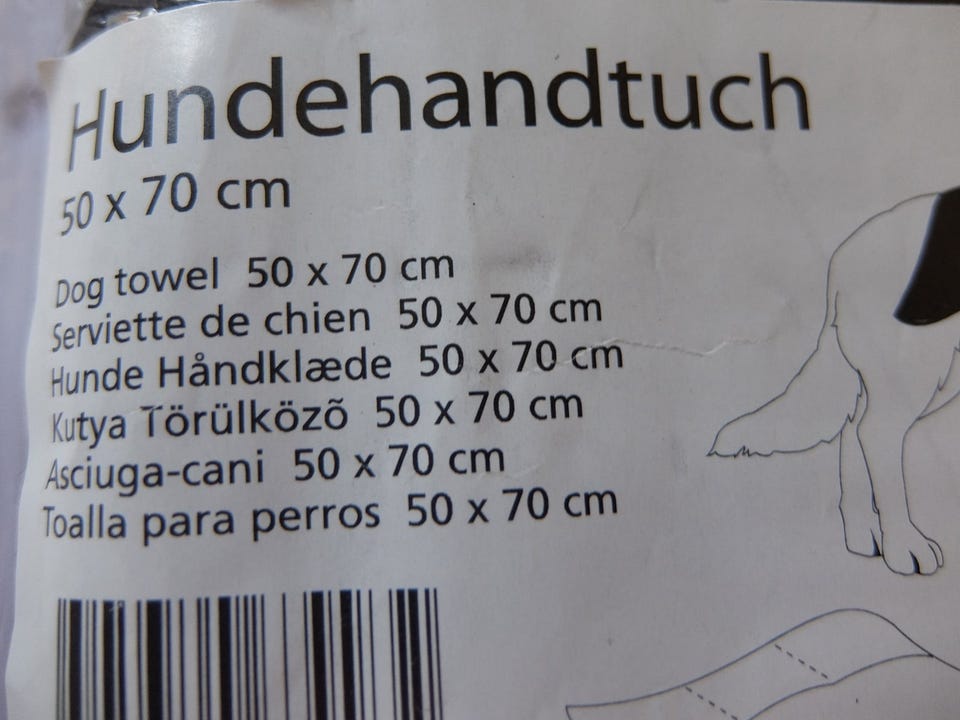 Hundehandtuch
50 x 70 cm
Dog towel 50 x 70 cm
Serviette de chien 50 x 70 cm
Hunde Håndklæde 50 x 70 cm
Kutya Törülközõ 50 x 70 cm
Asciuga-cani 50 x 70 cm
Toalla para perros 50 x 70 cm